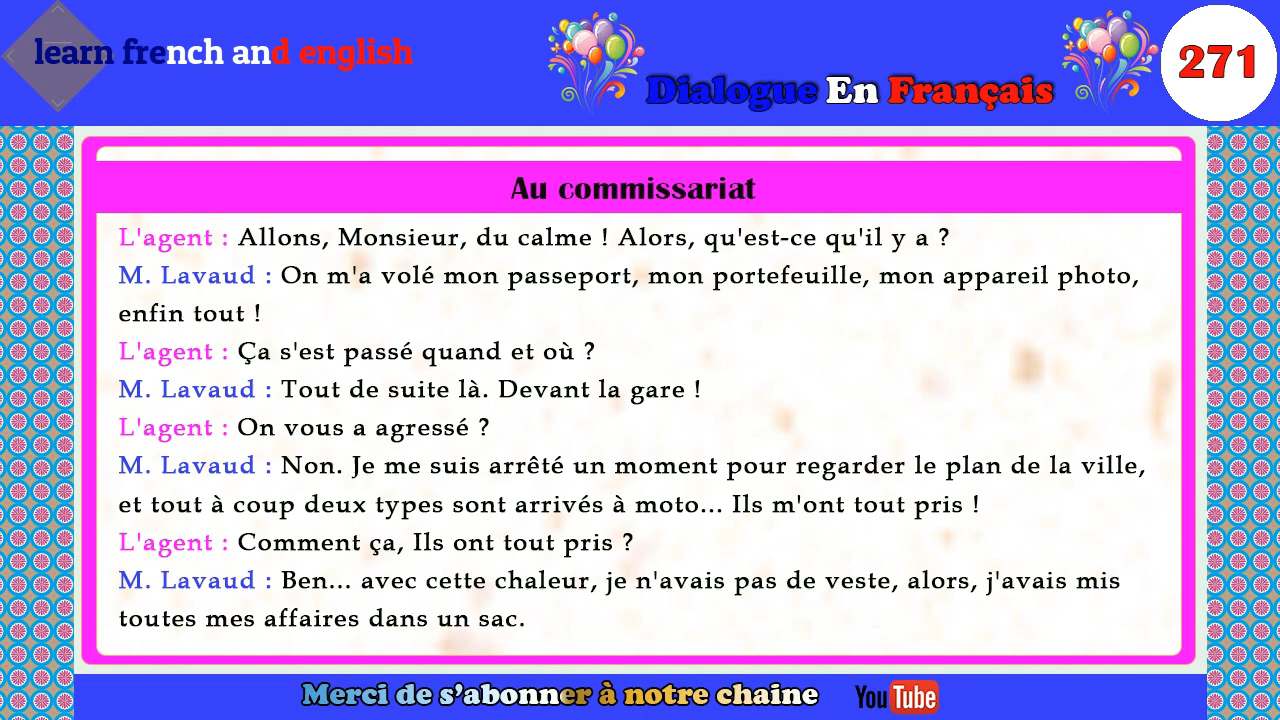 learn french and english
Dialogue En Français
271
Au commissariat
L'agent : Allons, Monsieur, du calme ! Alors, qu'est-ce qu'il y a ?
M. Lavaud : On m'a volé mon passeport, mon portefeuille, mon appareil photo,
enfin tout !
L'agent : Ça s'est passé quand et où ?
M. Lavaud : Tout de suite là. Devant la gare !
L'agent : On vous a agressé ?
M. Lavaud : Non. Je me suis arrêté un moment pour regarder le plan de la ville,
et tout à coup deux types sont arrivés à moto... Ils m'ont tout pris !
L'agent : Comment ça, Ils ont tout pris ?
M. Lavaud : Ben... avec cette chaleur, je n'avais pas de veste, alors, j'avais mis
toutes mes affaires dans un sac.
Merci de s'abonner à notre chaine
YouTube